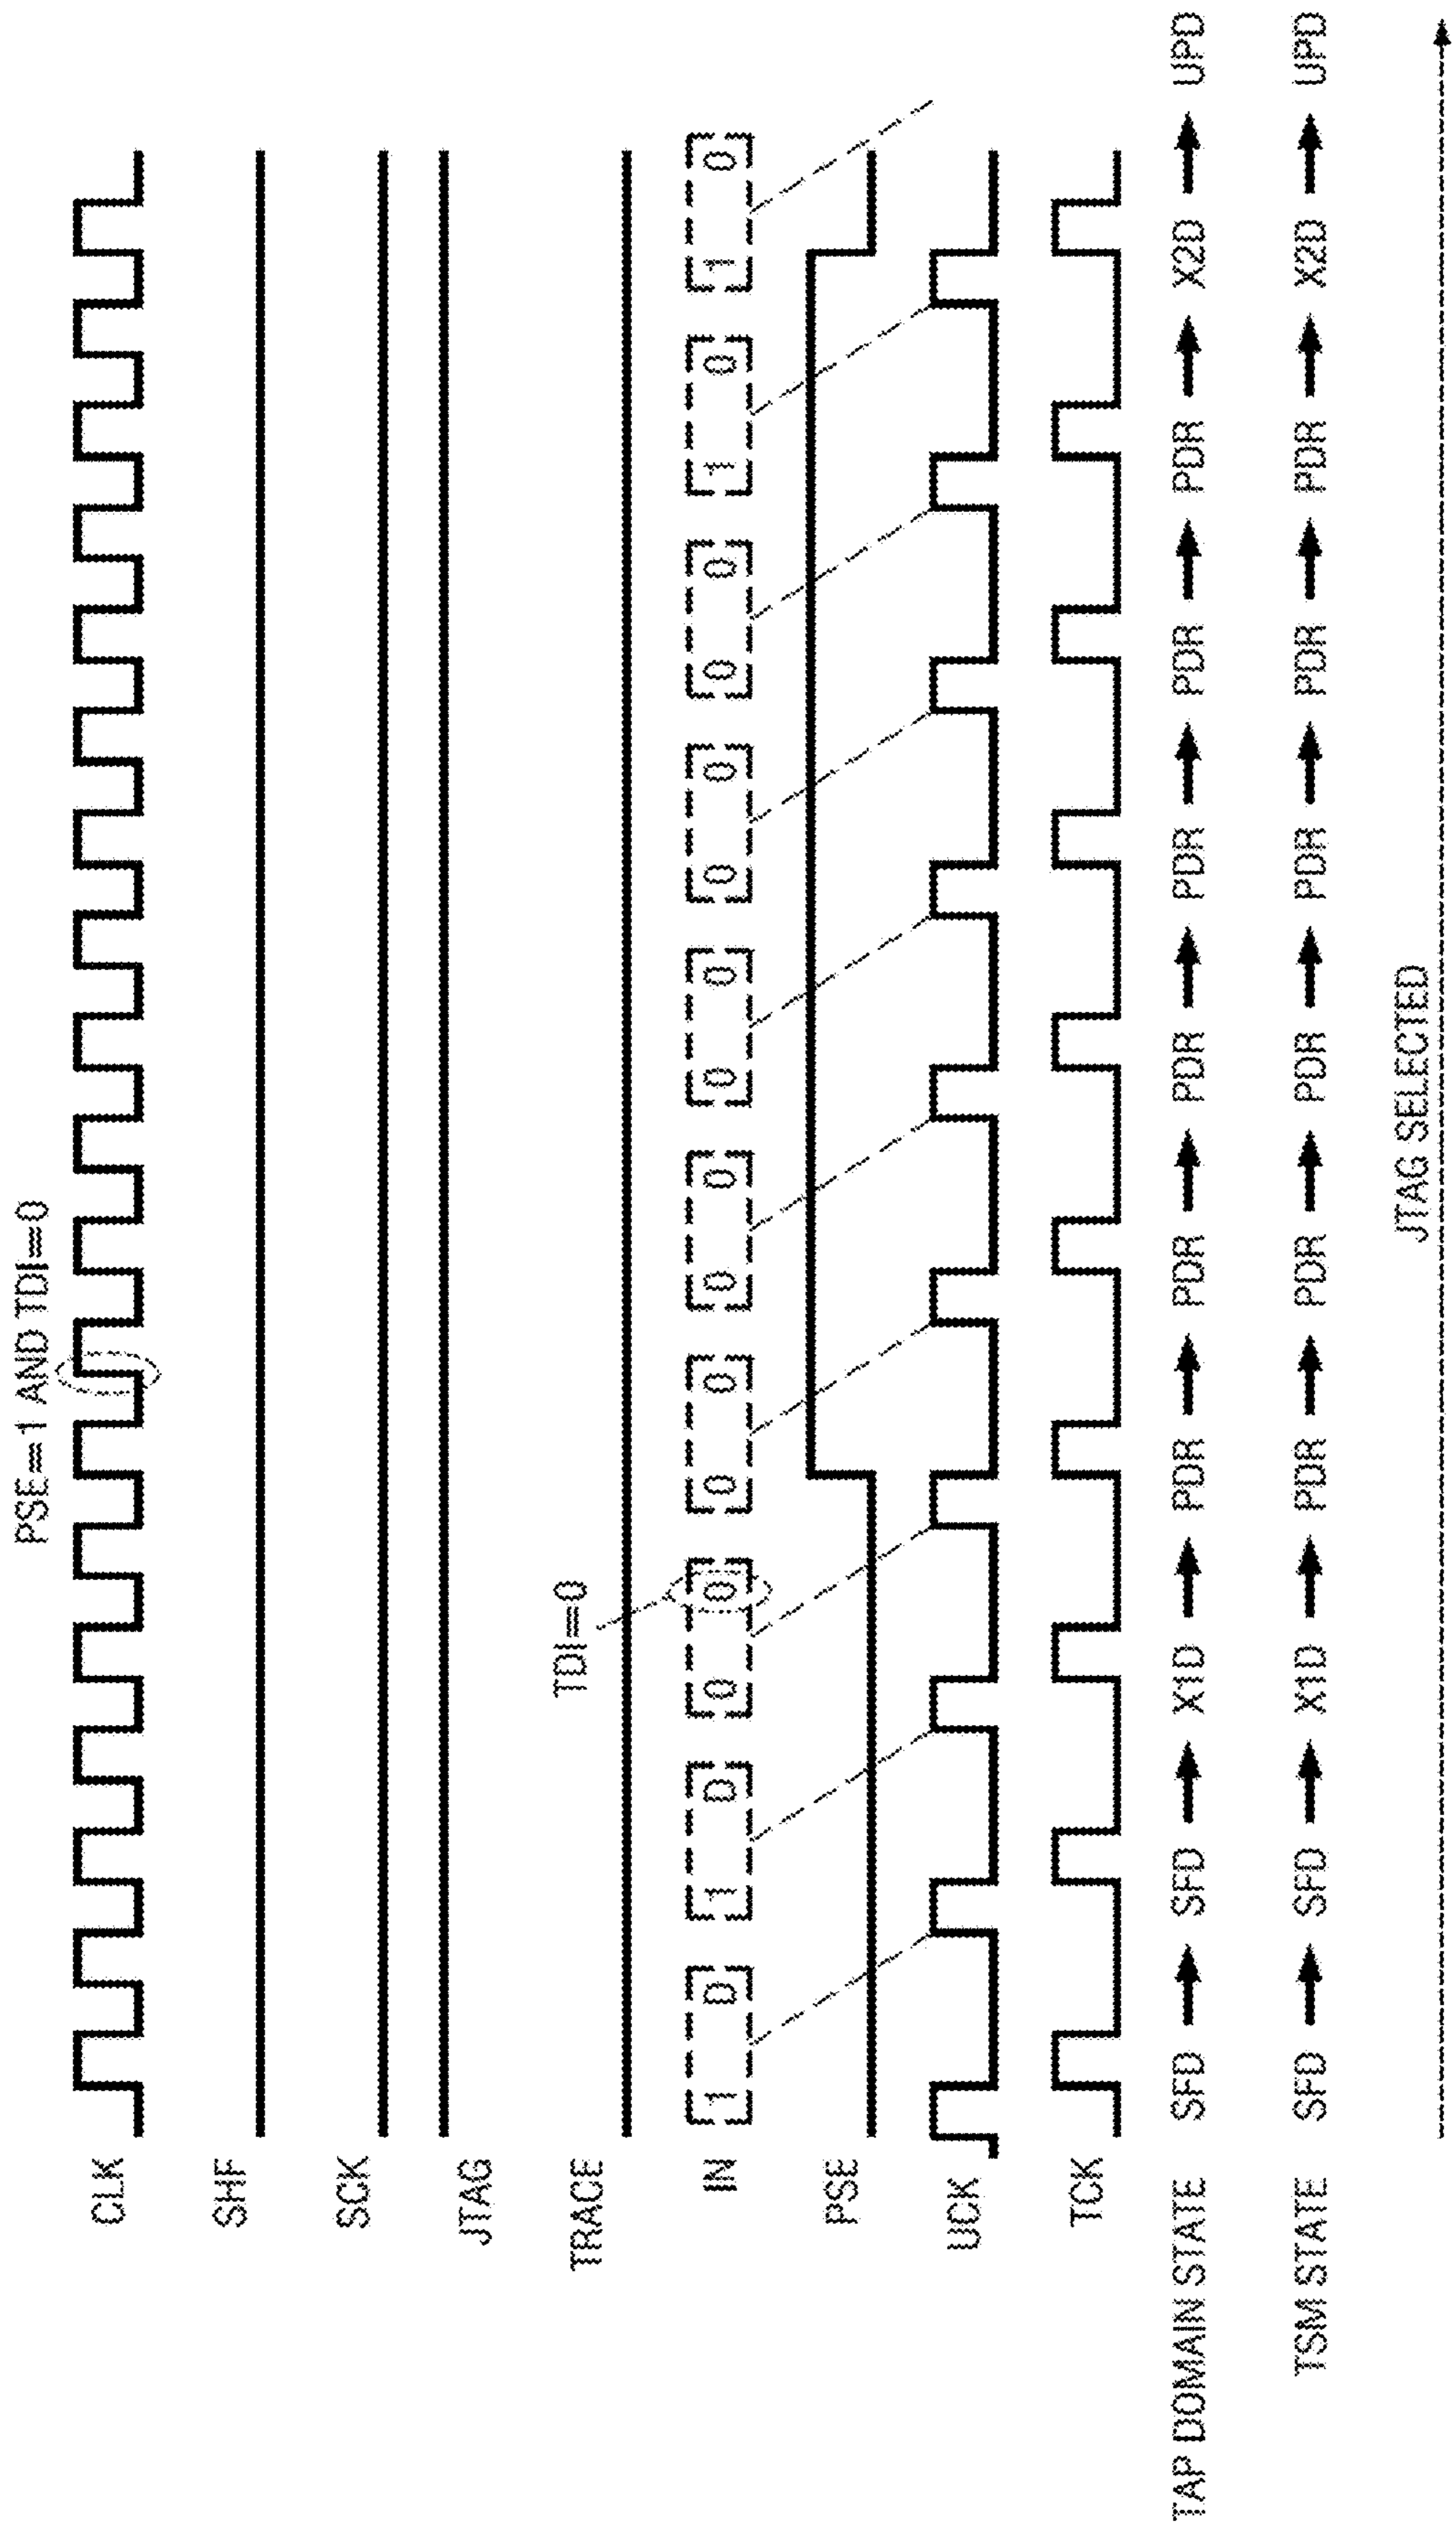 PSE=1 AND TDI=0
CLK
SHF
SCK
JTAG
TDI=0
TRACE
IN 1 D 1 D 0 0 0 0 0 0 0 0 0 0 0 0 1 0 1 0
PSE
UCK
TCK
TAP DOMAIN STATE SFD SFD X1D PDR PDR PDR PDR PDR PDR X2D UPD
TSM STATE SFD SFD X1D PDR PDR PDR PDR PDR PDR X2D UPD
JTAG SELECTED